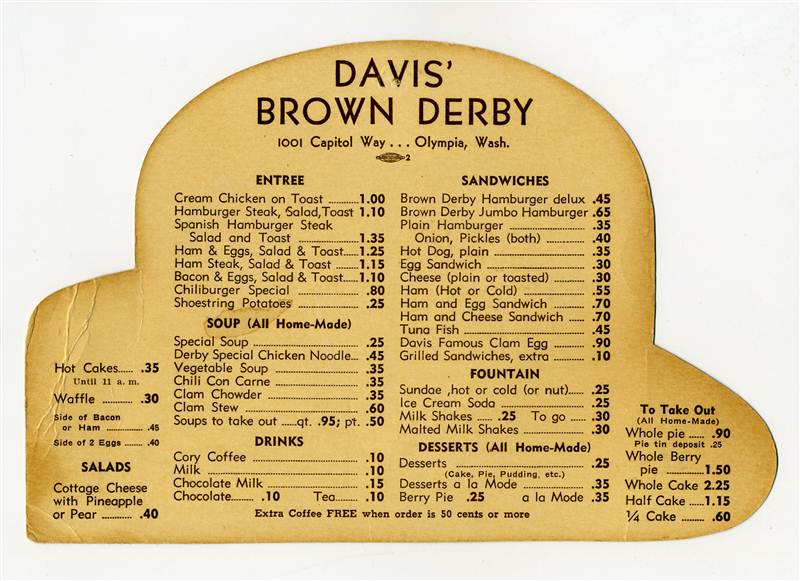 DAVIS'
BROWN DERBY
1001 Capitol Way . . . Olympia, Wash.
2
ENTREE
Cream Chicken on Toast ..........1.00
Hamburger Steak, Salad,Toast 1.10
Spanish Hamburger Steak
Salad and Toast ....................1.35
Ham & Eggs, Salad & Toast.....1.25
Ham Steak, Salad & Toast .......1.15
Bacon & Eggs, Salad & Toast....1.10
Chiliburger Special .................... .80
Shoestring Potatoes .................. .25
SOUP (All Home-Made)
Special Soup ............................. .25
Derby Special Chicken Noodle... .45
Vegetable Soup ........................ .35
Chili Con Carne ........................ .35
Clam Chowder .......................... .35
Clam Stew ................................ .60
Soups to take out .....qt. .95; pt. .50
DRINKS
Cory Coffee ............................. .10
Milk .......................................... .10
Chocolate Milk ......................... .15
Chocolate........ .10 Tea.......... .10
SANDWICHES
Brown Derby Hamburger delux .45
Brown Derby Jumbo Hamburger .65
Plain Hamburger ....................... .35
Onion, Pickles (both) ............ .40
Hot Dog, plain ......................... .35
Egg Sandwich .......................... .30
Cheese (plain or toasted) .......... .30
Ham (Hot or Cold) .................... .55
Ham and Egg Sandwich ............ .70
Ham and Cheese Sandwich ...... .70
Tuna Fish ................................. .45
Davis Famous Clam Egg .......... .90
Grilled Sandwiches, extra ......... .10
FOUNTAIN
Sundae ,hot or cold (or nut)...... .25
Ice Cream Soda ....................... .25
Milk Shakes ..... .25 To go ..... .30
Malted Milk Shakes .................. .30
DESSERTS (All Home-Made)
Desserts ................................... .25
(Cake, Pie, Pudding, etc.)
Desserts a la Mode .................. .35
Berry Pie .25 a la Mode .35
Extra Coffee FREE when order is 50 cents or more
Hot Cakes..... .35
Until 11 a. m.
Waffle ........... .30
Side of Bacon
or Ham ............ .45
Side of 2 Eggs ....... .40
SALADS
Cottage Cheese
with Pineapple
or Pear ........... .40
To Take Out
(All Home-Made)
Whole pie ..... .90
Pie tin deposit .25
Whole Berry
pie ...........1.50
Whole Cake 2.25
Half Cake .....1.15
¼ Cake ......... .60